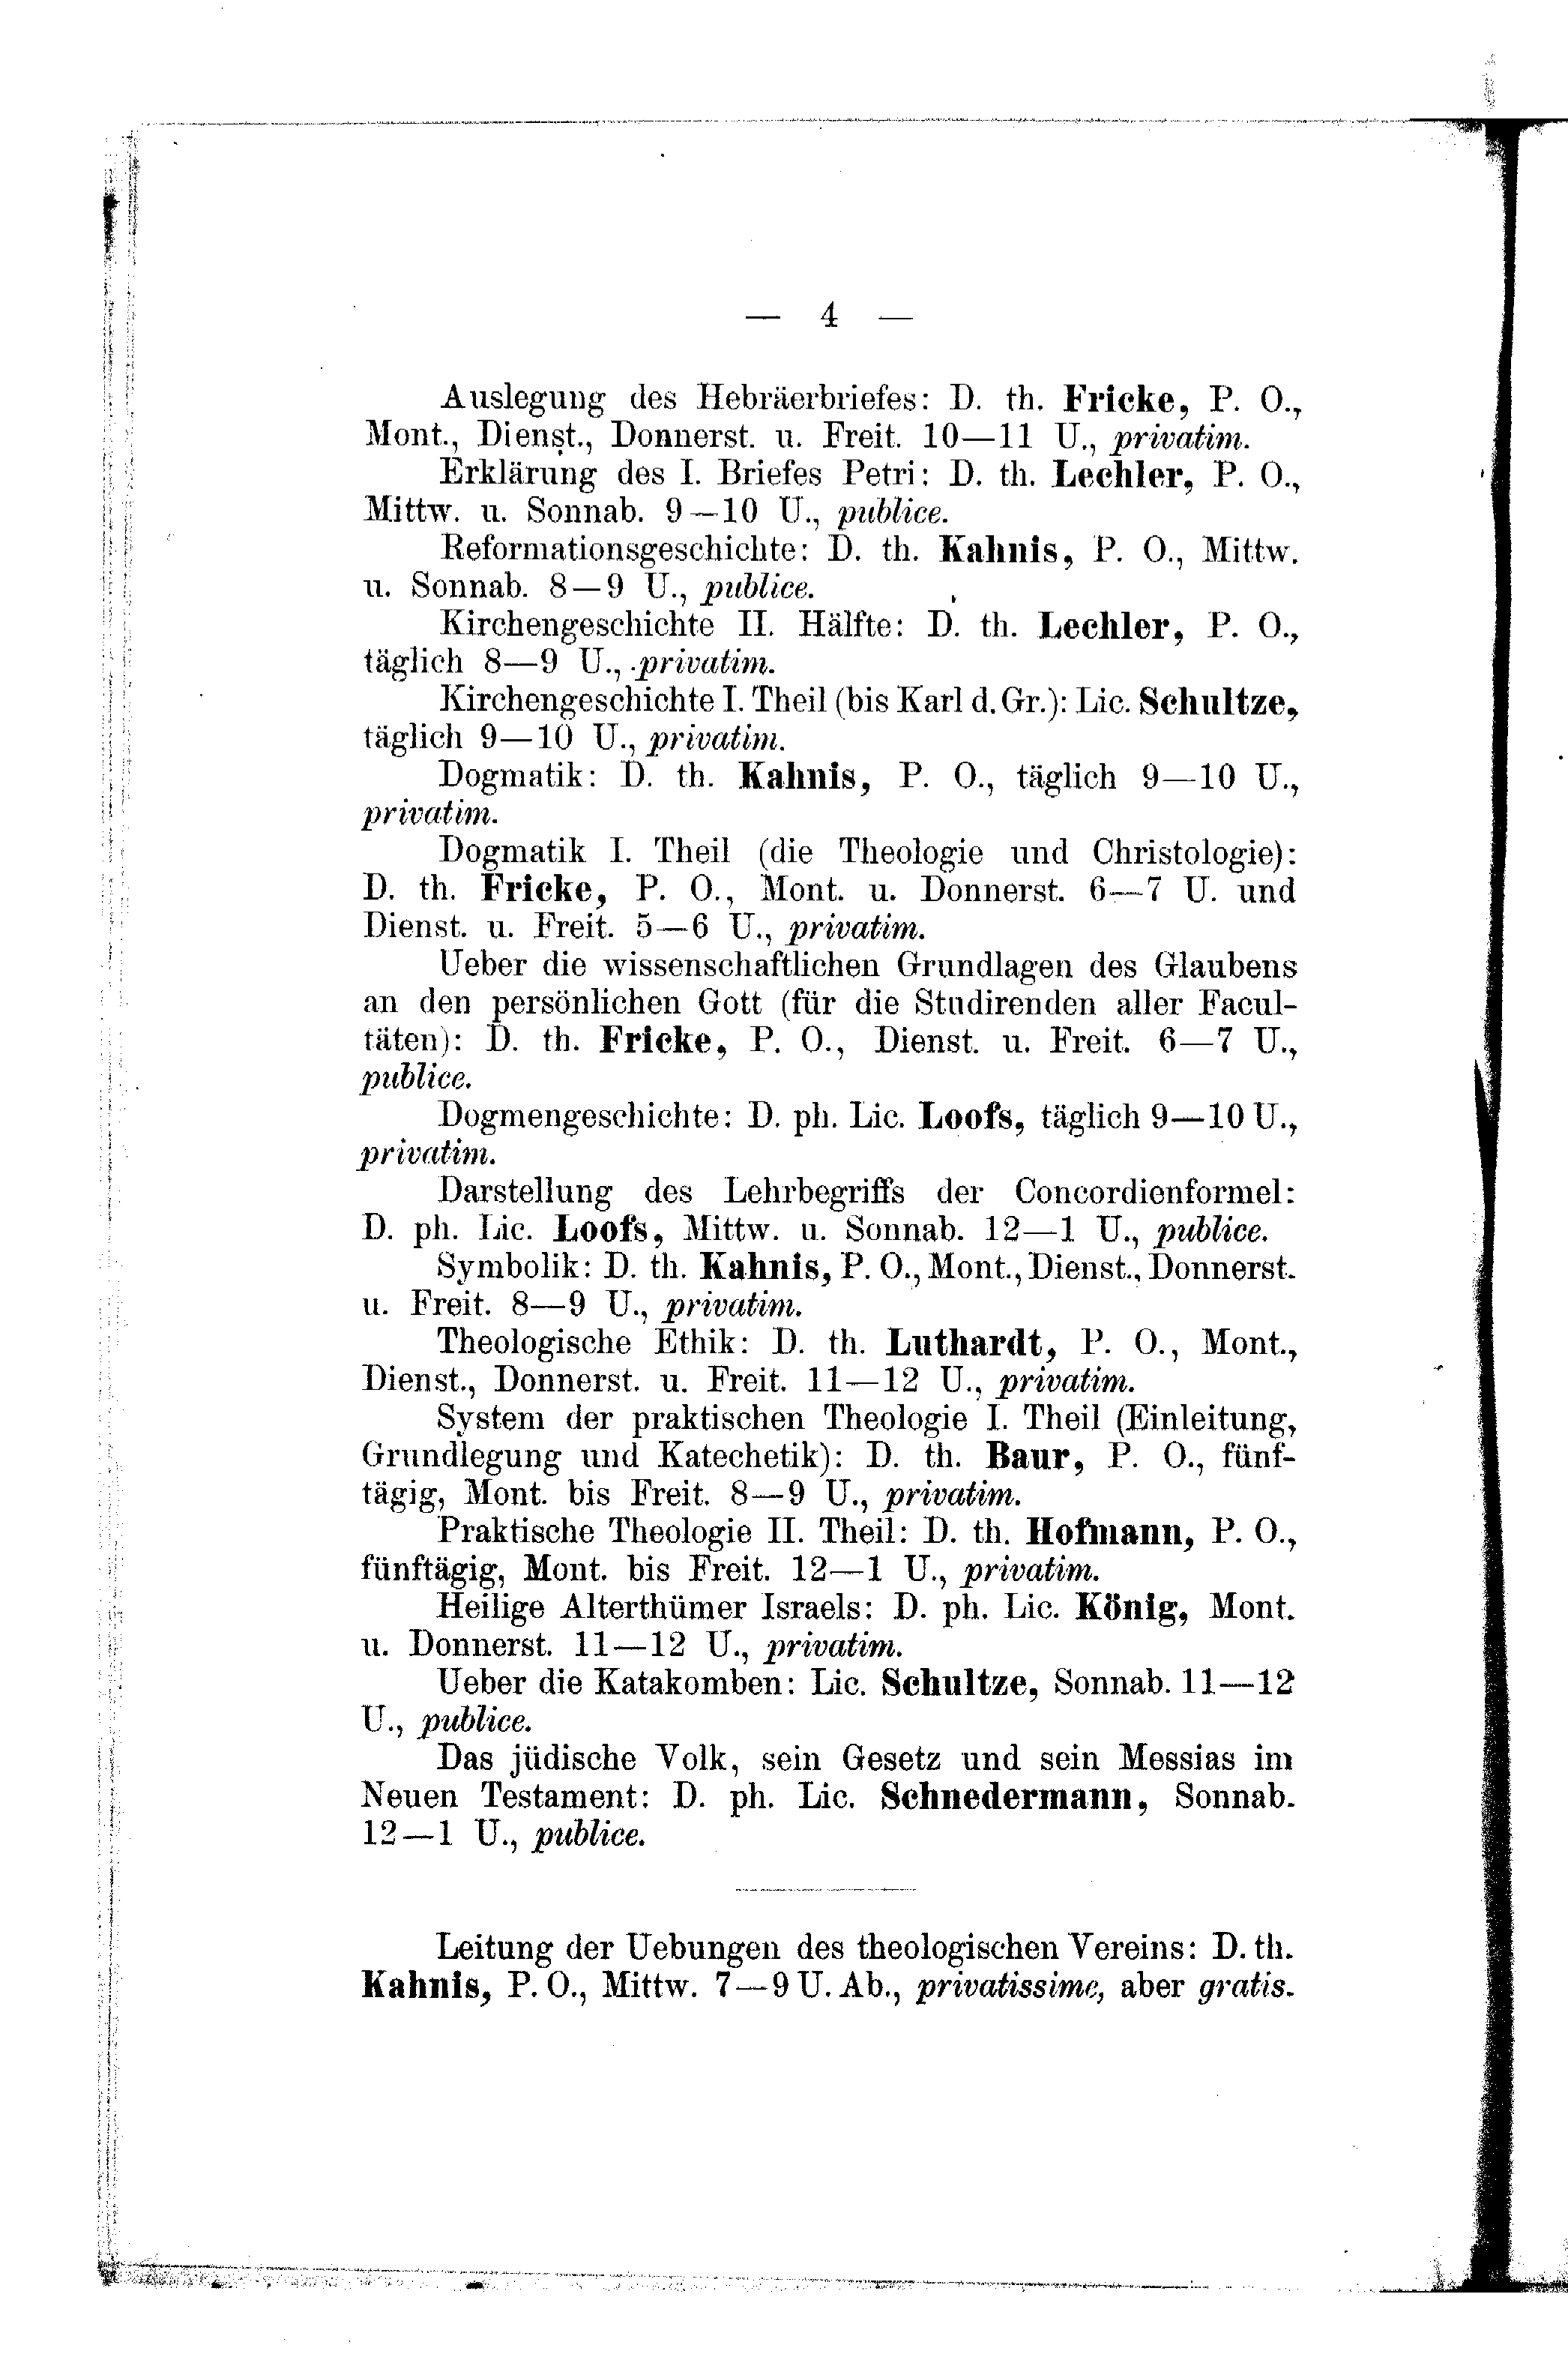 — 4 —
Auslegung des Hebräerbriefes: D. th. Fricke, P. O.,
Mont., Dienst., Donnerst. u. Freit. 10—11 U., privatim.
Erklärung des I. Briefes Petri: D. th. Lechler, P. O.,
Mittw. u. Sonnab. 9—10 U., publice.
Reformationsgeschichte: D. th. Kahnis, P. O., Mittw.
u. Sonnab. 8—9 U., publice.
Kirchengeschichte II. Hälfte: D. th. Lechler, P. O.,
täglich 8—9 U., privatim.
Kirchengeschichte I. Theil (bis Karl d. Gr.): Lic. Schultze,
täglich 9—10 U., privatim.
Dogmatik: D. th. Kahnis, P. O., täglich 9—10 U.,
privatim.
Dogmatik I. Theil (die Theologie und Christologie):
D. th. Fricke, P. O., Mont. u. Donnerst. 6—7 U. und
Dienst. u. Freit. 5—6 U., privatim.
Ueber die wissenschaftlichen Grundlagen des Glaubens
an den persönlichen Gott (für die Studirenden aller Facul-
täten): D. th. Fricke, P. O., Dienst. u. Freit. 6—7 U.,
publice.
Dogmengeschichte: D. ph. Lic. Loofs, täglich 9—10 U.,
privatim.
Darstellung des Lehrbegriffs der Concordienformel:
D. ph. Lic. Loofs, Mittw. u. Sonnab. 12—1 U., publice.
Symbolik: D. th. Kahnis, P. O., Mont., Dienst., Donnerst.
u. Freit. 8—9 U., privatim.
Theologische Ethik: D. th. Luthardt, P. O., Mont.,
Dienst., Donnerst. u. Freit. 11—12 U., privatim.
System der praktischen Theologie I. Theil (Einleitung,
Grundlegung und Katechetik): D. th. Baur, P. O., fünf-
tägig, Mont. bis Freit. 8—9 U., privatim.
Praktische Theologie II. Theil: D. th. Hofmann, P. O.,
fünftägig, Mont. bis Freit. 12—1 U., privatim.
Heilige Alterthümer Israels: D. ph. Lic. König, Mont.
u. Donnerst. 11—12 U., privatim.
Ueber die Katakomben: Lic. Schultze, Sonnab. 11—12
U., publice.
Das jüdische Volk, sein Gesetz und sein Messias im
Neuen Testament: D. ph. Lic. Schnedermann, Sonnab.
12—1 U., publice.
Leitung der Uebungen des theologischen Vereins: D. th.
Kahnis, P. O., Mittw. 7—9 U. Ab., privatissime, aber gratis.